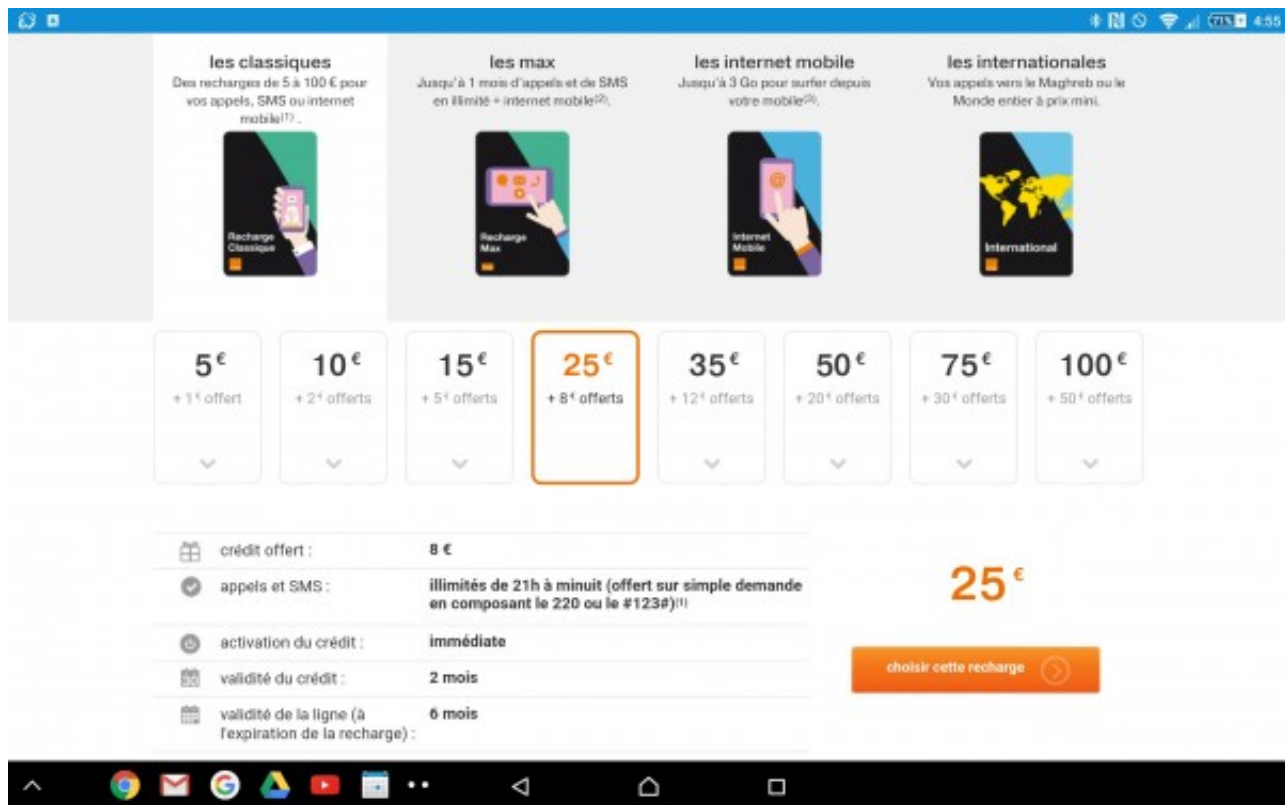 71%
4:55
les classiques
Des recharges de 5 à 100 € pour
vos appels, SMS ou internet
mobile(1) .
les max
Jusqu'à 1 mois d'appels et de SMS
en illimité + internet mobile(2).
les internet mobile
Jusqu'à 3 Go pour surfer depuis
votre mobile(3).
les internationales
Vos appels vers le Maghreb ou le
Monde entier à prix mini.
Recharge
Classique
Recharge
Max
Internet
Mobile
International
5€
+ 1€ offert
10€
+ 2€ offerts
15€
+ 5€ offerts
25€
+ 8€ offerts
35€
+ 12€ offerts
50€
+ 20€ offerts
75€
+ 30€ offerts
100€
+ 50€ offerts
crédit offert : 8 €
appels et SMS : illimités de 21h à minuit (offert sur simple demande
en composant le 220 ou le #123#)(1)
activation du crédit : immédiate
validité du crédit : 2 mois
validité de la ligne (à 6 mois
l'expiration de la recharge) :
25€
choisir cette recharge